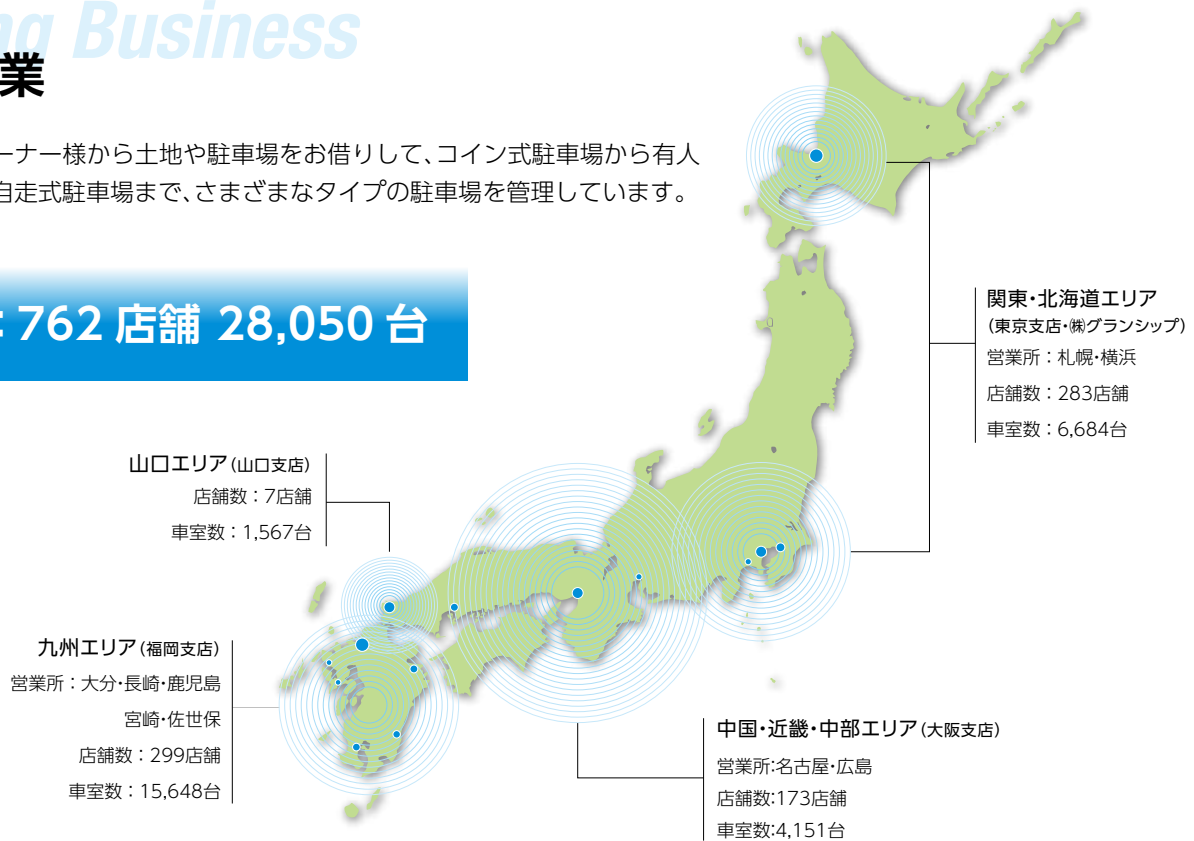 ng Business
業
ーナー様から土地や駐車場をお借りして、コイン式駐車場から有人
自走式駐車場まで、さまざまなタイプの駐車場を管理しています。
：762 店舗 28,050 台
関東・北海道エリア
（東京支店・㈱グランシップ）
営業所：札幌・横浜
店舗数：283店舗
車室数：6,684台
山口エリア（山口支店）
店舗数：7店舗
車室数：1,567台
九州エリア（福岡支店）
営業所：大分・長崎・鹿児島
宮崎・佐世保
店舗数：299店舗
車室数：15,648台
中国・近畿・中部エリア（大阪支店）
営業所:名古屋・広島
店舗数:173店舗
車室数:4,151台